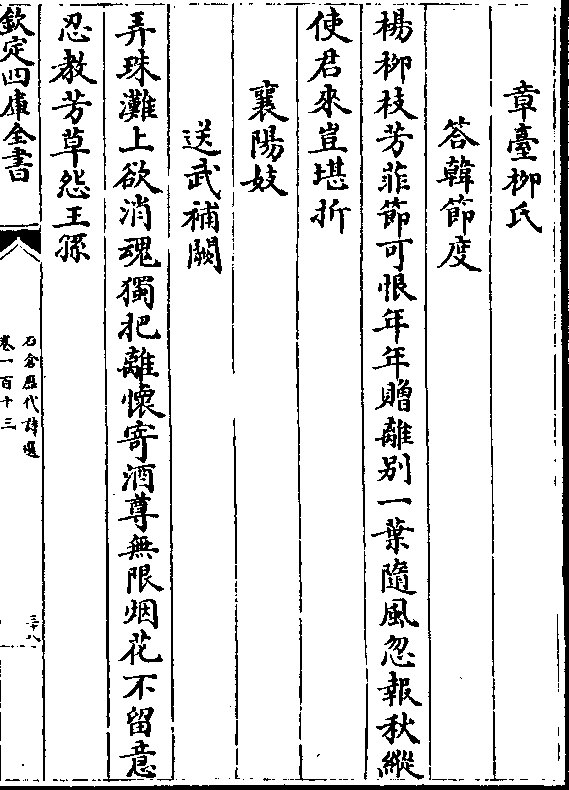 章臺柳氏
答韓節度
楊柳枝芳菲節可恨年年贈離別一葉隨風忽報秋縱
使君來豈堪折
襄陽妓
送武補闕
弄珠灘上欲消魂獨把離懷寄酒尊無限烟花不留意
忍教芳草怨王孫
欽定四庫全書
石倉歷代詩選
卷一百十三
三十八